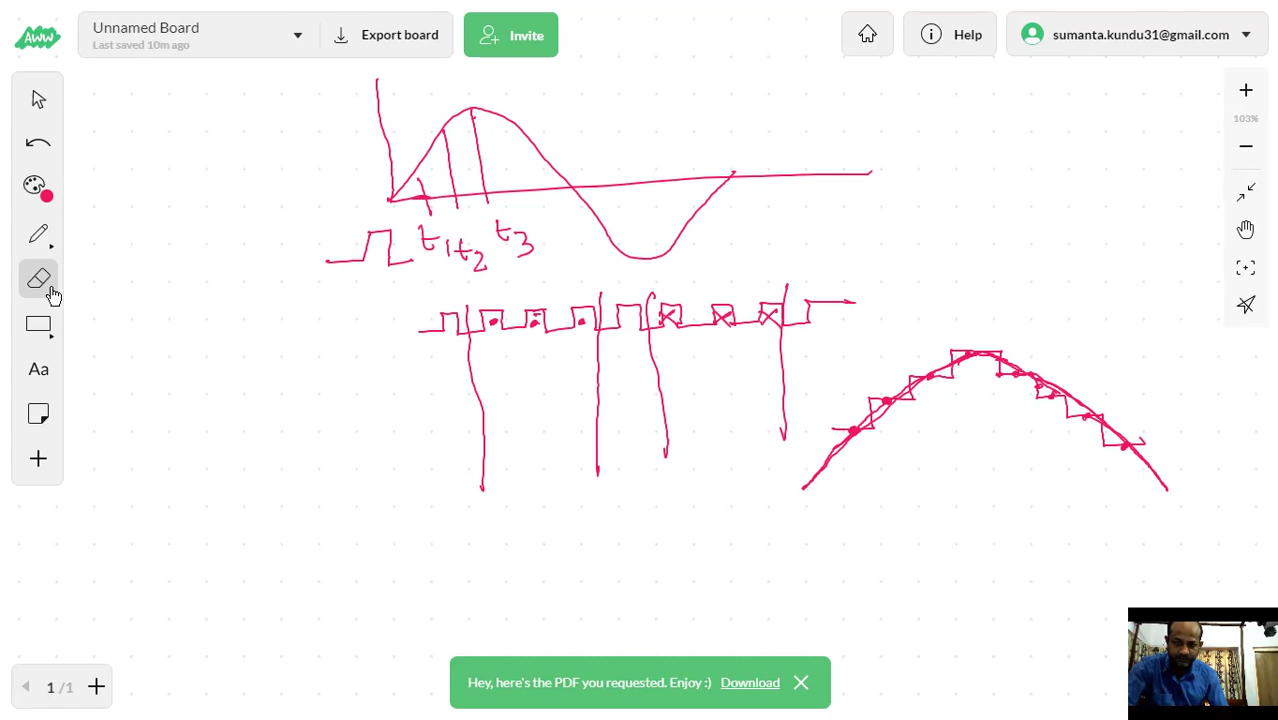 AWW
Unnamed Board
Last saved 10m ago
Export board
Invite
Help
sumanta.kundu31@gmail.com
103%
t1 t2 t3
Aa
1 /1
Hey, here's the PDF you requested. Enjoy :) Download